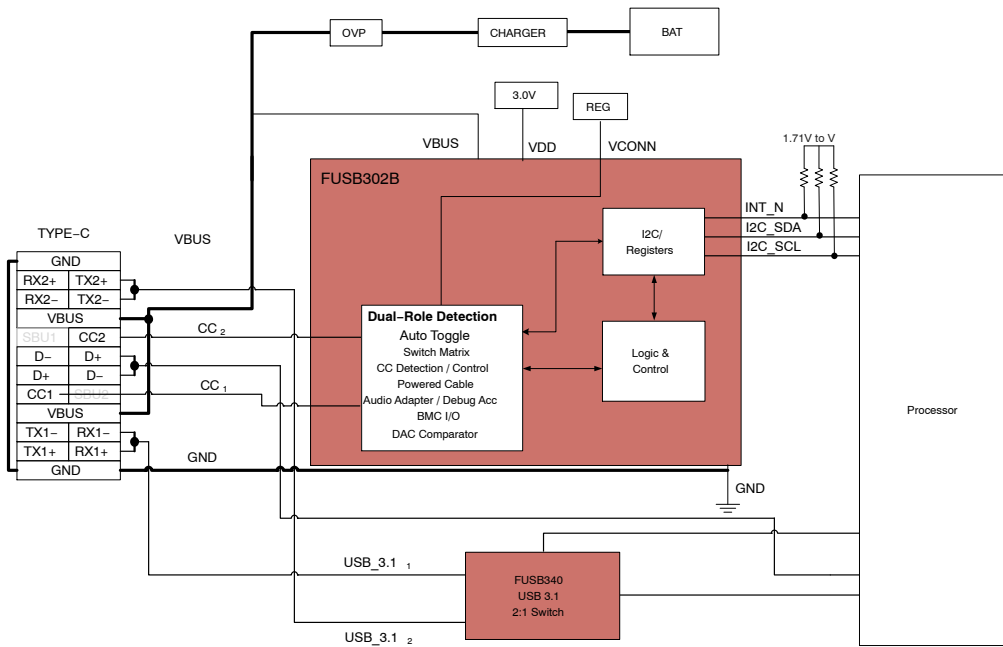 OVP
CHARGER
BAT
3.0V
REG
1.71V to V
VBUS
VDD
VCONN
FUSB302B
INT_N
I2C_SDA
I2C_SCL
I2C/
Registers
TYPE−C
VBUS
GND
RX2+ TX2+
RX2− TX2−
VBUS
SBU1 CC2
D− D+
D+ D−
CC1 SBU2
VBUS
TX1− RX1−
TX1+ RX1+
GND
CC 2
CC 1
GND
Dual−Role Detection
Auto Toggle
Switch Matrix
CC Detection / Control
Powered Cable
Audio Adapter / Debug Acc
BMC I/O
DAC Comparator
Logic &
Control
Processor
GND
USB_3.1 1
USB_3.1 2
FUSB340
USB 3.1
2:1 Switch